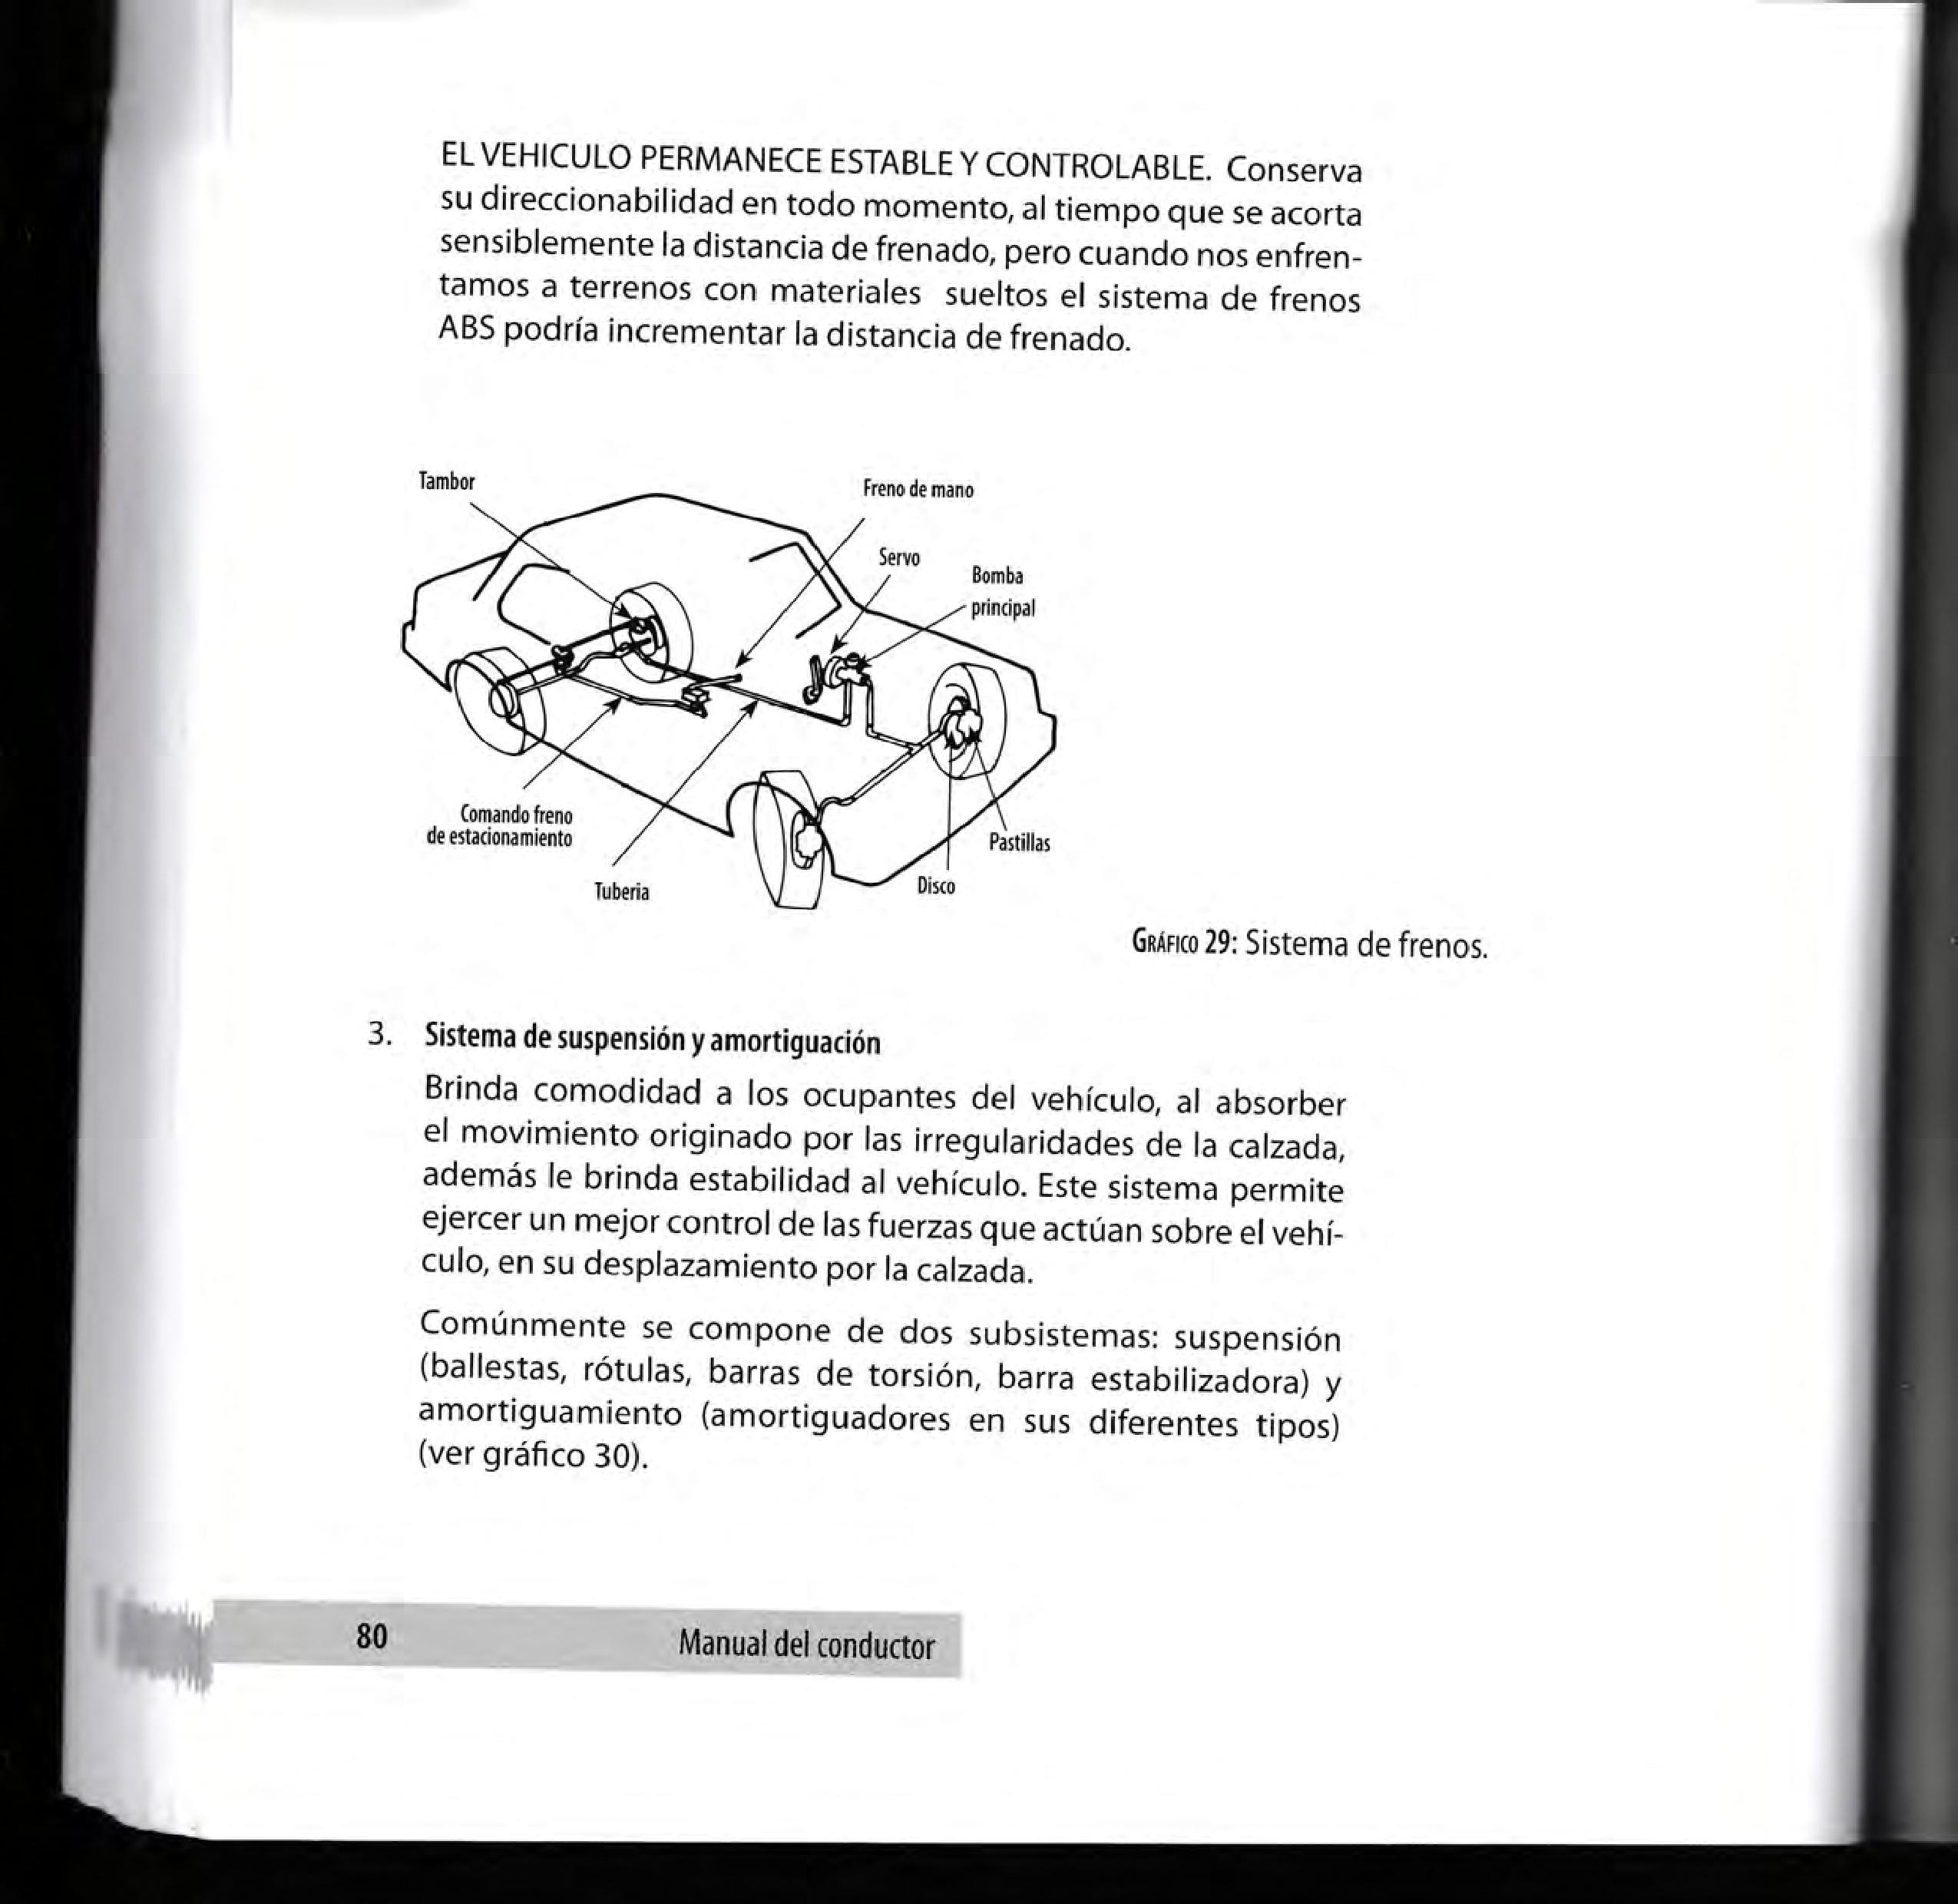 EL VEHICULO PERMANECE ESTABLE Y CONTROLABLE. Conserva
su direccionabilidad en todo momento, al tiempo que se acorta
sensiblemente la distancia de frenado, pero cuando nos enfren-
tamos a terrenos con materiales sueltos el sistema de frenos
ABS podría incrementar la distancia de frenado.
Tambor
Freno de mano
Servo
Bomba
principal
Comando freno
de estacionamiento
Tuberia
Disco
Pastillas
GRÁFICO 29: Sistema de frenos.
3. Sistema de suspensión y amortiguación
Brinda comodidad a los ocupantes del vehículo, al absorber
el movimiento originado por las irregularidades de la calzada,
además le brinda estabilidad al vehículo. Este sistema permite
ejercer un mejor control de las fuerzas que actúan sobre el vehí-
culo, en su desplazamiento por la calzada.
Comúnmente se compone de dos subsistemas: suspensión
(ballestas, rótulas, barras de torsión, barra estabilizadora) y
amortiguamiento (amortiguadores en sus diferentes tipos)
(ver gráfico 30).
80 Manual del conductor